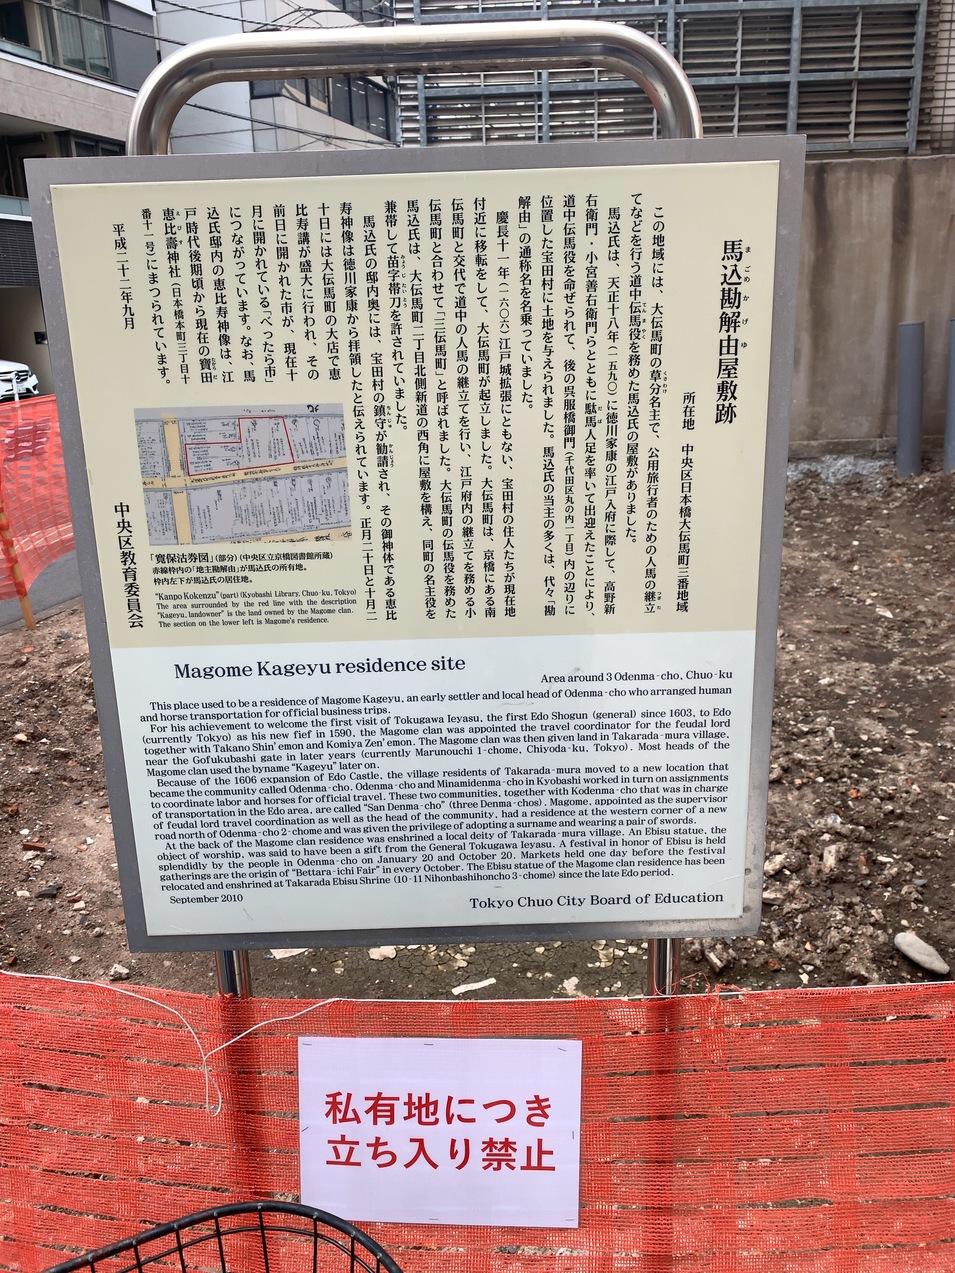 馬込勘解由屋敷跡
所在地 中央区日本橋大伝馬町三番地域
この地域には、大伝馬町の草分名主で、公用旅行者のための人馬の継立
てなどを行う道中伝馬役を務めた馬込氏の屋敷がありました。
馬込氏は、天正十八年(一五九〇)に徳川家康の江戸入府に際して、高野新
右衛門・小宮善右衛門らとともに駄馬人足を率いて出迎えたことにより、
道中伝馬役を命ぜられて、後の呉服橋御門(千代田区丸の内一丁目)内の辺りに
位置した宝田村に土地を与えられました。馬込氏の当主の多くは、代々「勘
解由」の通称名を名乗っていました。
慶長十一年(一六〇六)江戸城拡張にともない、宝田村の住人たちが現在地
付近に移転をして、大伝馬町が起立しました。大伝馬町は、京橋にある南
伝馬町と交代で道中の人馬の継立てを行い、江戸府内の継立てを務める小
伝馬町と合わせて「三伝馬町」と呼ばれました。大伝馬町の伝馬役を務めた
馬込氏は、大伝馬町二丁目北側新道の西角に屋敷を構え、同町の名主役を
兼帯して苗字帯刀を許されていました。
馬込氏の邸内奥には、宝田村の鎮守が勧請され、その御神体である恵比
寿神像は徳川家康から拝領したと伝えられています。正月二十日と十月二
十日には大伝馬町の大店で恵
比寿講が盛大に行われ、その
前日に開かれた市が、現在十
月に開かれている「べったら市」
につながっています。なお、馬
込氏邸内の恵比寿神像は、江
戸時代後期頃から現在の寶田
恵比壽神社(日本橋本町三丁目十
番十一号)にまつられています。
平成二十二年九月
中央区教育委員会
「寛保沽券図」(部分)(中央区立京橋図書館所蔵)
赤線枠内の「地主勘解由」が馬込氏の所有地。
枠内左下が馬込氏の居住地。
"Kanpo Kokenzu" (part) (Kyobashi Library, Chuo-ku, Tokyo)
The area surrounded by the red line with the description
"Kageyu, landowner" is the land owned by the Magome clan.
The section on the lower left is Magome's residence.
Magome Kageyu residence site
Area around 3 Odenma-cho, Chuo-ku
This place used to be a residence of Magome Kageyu, an early settler and local head of Odenma-cho who arranged human
and horse transportation for official business trips.
For his achievement to welcome the first visit of Tokugawa Ieyasu, the first Edo Shogun (general) since 1603, to Edo
(currently Tokyo) as his new fief in 1590, the Magome clan was appointed the travel coordinator for the feudal lord
together with Takano Shin'emon and Komiya Zen'emon. The Magome clan was then given land in Takarada-mura village,
near the Gofukubashi gate in later years (currently Marunouchi 1-chome, Chiyoda-ku, Tokyo). Most heads of the
Magome clan used the byname "Kageyu" later on.
Because of the 1606 expansion of Edo Castle, the village residents of Takarada-mura moved to a new location that
became the community called Odenma-cho. Odenma-cho and Minamidenma-cho in Kyobashi worked in turn on assignments
to coordinate labor and horses for official travel. These two communities, together with Kodenma-cho that was in charge
of transportation in the Edo area, are called "San Denma-cho" (three Denma-chos). Magome, appointed as the supervisor
of feudal lord travel coordination as well as the head of the community, had a residence at the western corner of a new
road north of Odenma-cho 2-chome and was given the privilege of adopting a surname and wearing a pair of swords.
At the back of the Magome clan residence was enshrined a local deity of Takarada-mura village. An Ebisu statue, the
object of worship, was said to have been a gift from the General Tokugawa Ieyasu. A festival in honor of Ebisu is held
splendidly by the people in Odenma-cho on January 20 and October 20. Markets held one day before the festival
gatherings are the origin of "Bettara-ichi Fair" in every October. The Ebisu statue of the Magome clan residence has been
relocated and enshrined at Takarada Ebisu Shrine (10-11 Nihonbashihoncho 3-chome) since the late Edo period.
September 2010
Tokyo Chuo City Board of Education
私有地につき
立ち入り禁止